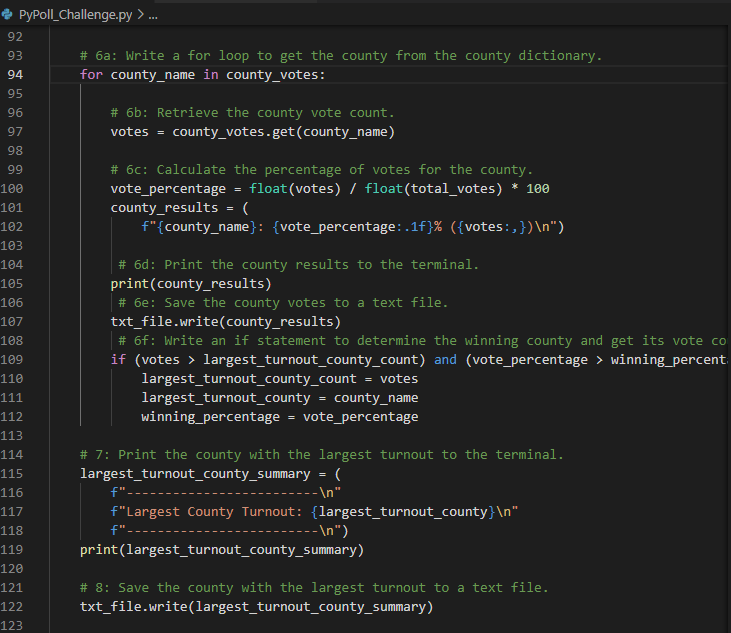 PyPoll_Challenge.py > ...
92
93 # 6a: Write a for loop to get the county from the county dictionary.
94 for county_name in county_votes:
95
96 # 6b: Retrieve the county vote count.
97 votes = county_votes.get(county_name)
98
99 # 6c: Calculate the percentage of votes for the county.
100 vote_percentage = float(votes) / float(total_votes) * 100
101 county_results = (
102 f"{county_name}: {vote_percentage:.1f}% ({votes:,})\n")
103
104 # 6d: Print the county results to the terminal.
105 print(county_results)
106 # 6e: Save the county votes to a text file.
107 txt_file.write(county_results)
108 # 6f: Write an if statement to determine the winning county and get its vote co
109 if (votes > largest_turnout_county_count) and (vote_percentage > winning_percent
110 largest_turnout_county_count = votes
111 largest_turnout_county = county_name
112 winning_percentage = vote_percentage
113
114 # 7: Print the county with the largest turnout to the terminal.
115 largest_turnout_county_summary = (
116 f"-------------------------\n"
117 f"Largest County Turnout: {largest_turnout_county}\n"
118 f"-------------------------\n")
119 print(largest_turnout_county_summary)
120
121 # 8: Save the county with the largest turnout to a text file.
122 txt_file.write(largest_turnout_county_summary)
123